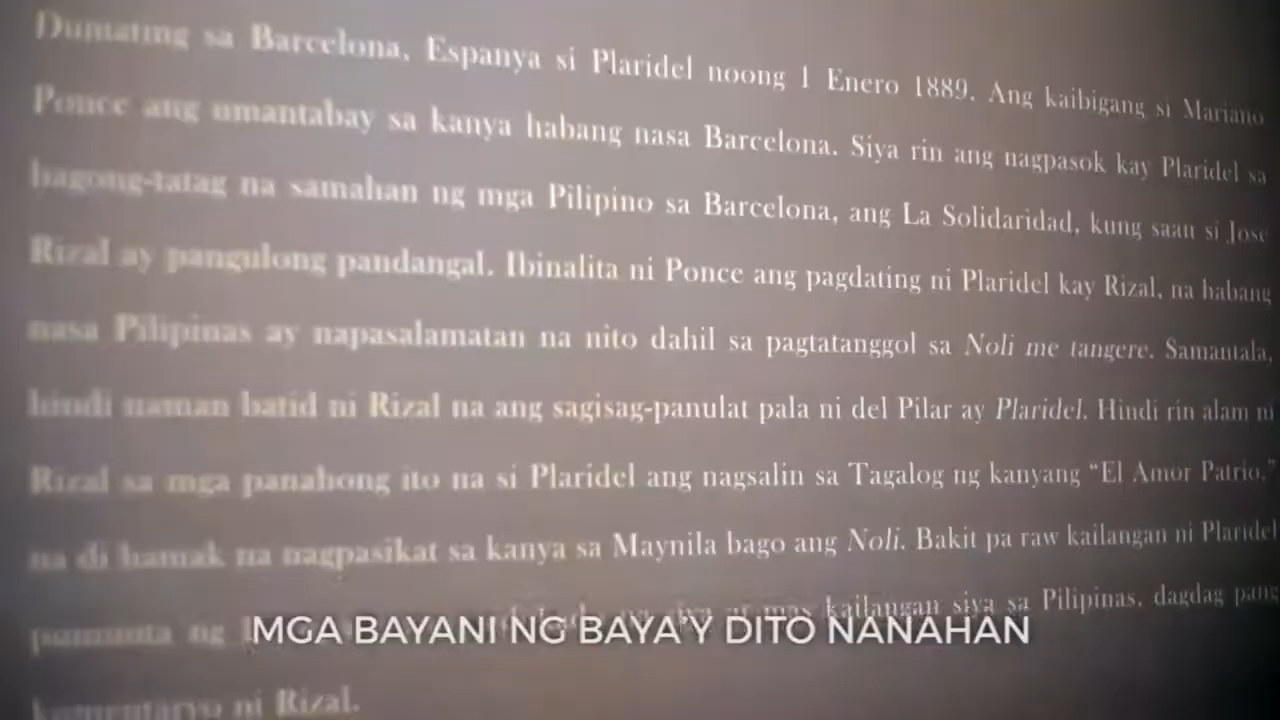 Dumating sa Barcelona, Espanya si Plaridel noong 1 Enero 1889. Ang kaibigang si Mariano
Ponce ang umantabay sa kanya habang nasa Barcelona. Siya rin ang nagpasok kay Plaridel sa
bagong-tatag na samahan ng mga Pilipino sa Barcelona, ang La Solidaridad, kung saan si Jose
Rizal ay pangulong pandangal. Ibinalita ni Ponce ang pagdating ni Plaridel kay Rizal, na habang
nasa Pilipinas ay napasalamatan na nito dahil sa pagtatanggol sa Noli me tangere. Samantala,
hindi naman batid ni Rizal na ang sagisag-panulat pala ni del Pilar ay Plaridel. Hindi rin alam ni
Rizal sa mga panahong ito na si Plaridel ang nagsalin sa Tagalog ng kanyang “El Amor Patrio,”
na di hamak na nagpasikat sa kanya sa Maynila bago ang Noli. Bakit pa raw kailangan ni Plaridel
pumunta ng na siya ay mas kailangan siya sa Pilipinas, dagdag pang
MGA BAYANI NG BAYA'Y DITO NANAHAN
komentaryo ni Rizal.